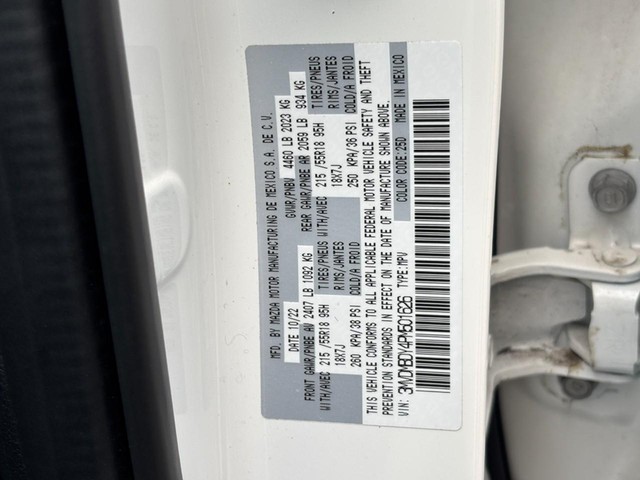 MFD. BY MAZDA MOTOR MANUFACTURING DE MEXICO S.A. DE C.V.
DATE 10/22 GVWR/PNBV 4460 LB 2023 KG
FRONT GAWR/PNBE AV 2407 LB 1092 KG REAR GAWR/PNBE AR 2059 LB 934 KG
WITH/AVEC 215/55R18 95H TIRES/PNEUS WITH/AVEC 215/55R18 95H TIRES/PNEUS
18X7J RIMS/JANTES 18X7J RIMS/JANTES
260 KPA/38 PSI COLD/A FROID 250 KPA/36 PSI COLD/A FROID
THIS VEHICLE CONFORMS TO ALL APPLICABLE FEDERAL MOTOR VEHICLE SAFETY AND THEFT
PREVENTION STANDARDS IN EFFECT ON THE DATE OF MANUFACTURE SHOWN ABOVE.
VIN: 3MVDMBDY4PM501626 TYPE:MPV COLOR CODE:25D MADE IN MEXICO